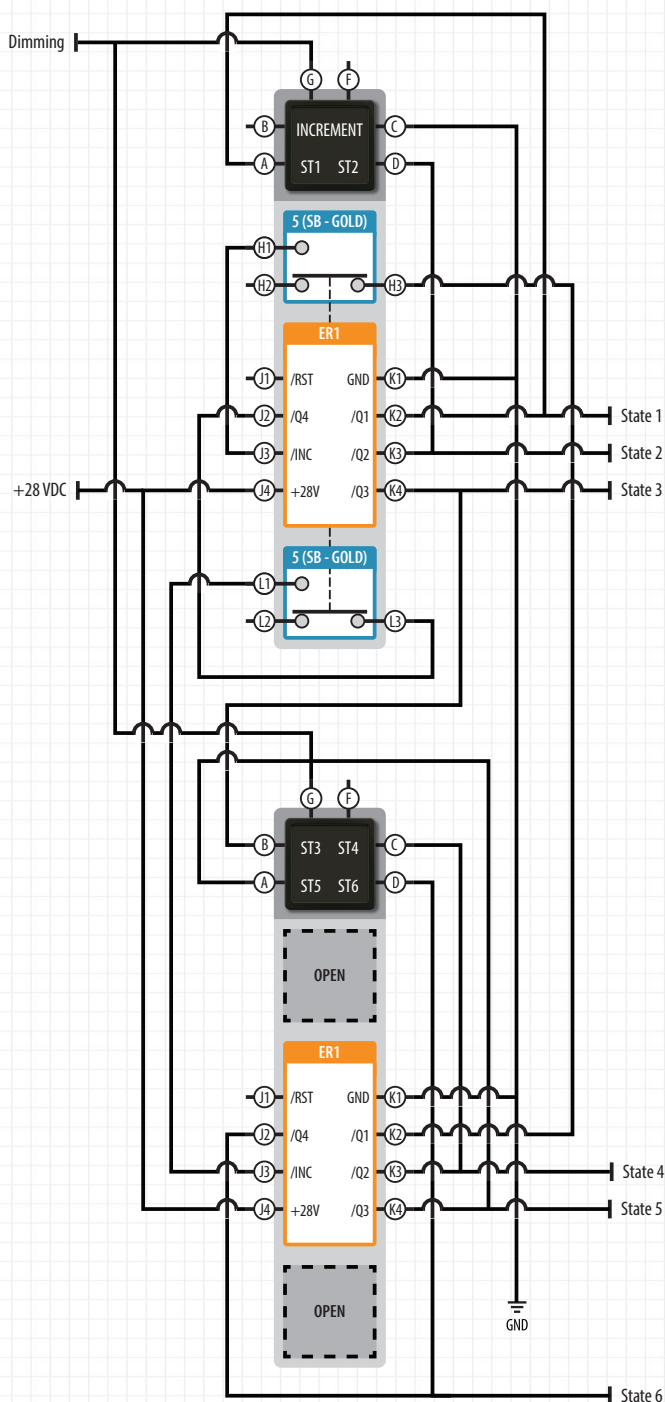 Dimming
G F
B INCREMENT C
A ST1 ST2 D
5 (SB - GOLD)
H1
H2 H3
ER1
J1 /RST GND K1
J2 /Q4 /Q1 K2 State 1
J3 /INC /Q2 K3 State 2
+28 VDC J4 +28V /Q3 K4 State 3
5 (SB - GOLD)
L1
L2 L3
G F
B ST3 ST4 C
A ST5 ST6 D
OPEN
ER1
J1 /RST GND K1
J2 /Q4 /Q1 K2
J3 /INC /Q2 K3 State 4
J4 +28V /Q3 K4 State 5
OPEN
GND
State 6